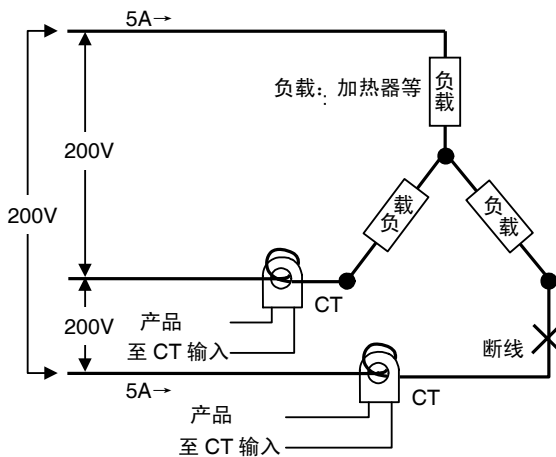 5A→
负载：加热器等
负载
200V
200V
负载
负载
200V
CT
产品
至 CT 输入
断线
5A→
CT
产品
至 CT 输入